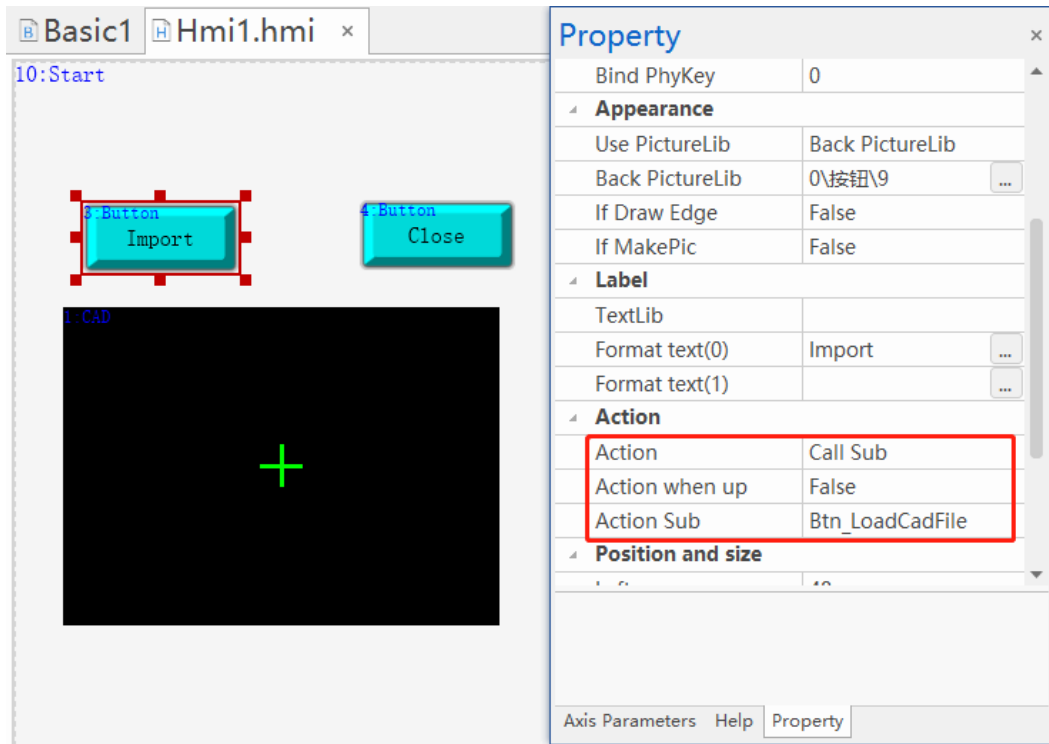 Basic1 Hmi1.hmi ×
10:Start
3:Button
Import
4:Button
Close
1:CAD
Property ×
Bind PhyKey 0
Appearance
Use PictureLib Back PictureLib
Back PictureLib 0\按钮\9 ...
If Draw Edge False
If MakePic False
Label
TextLib
Format text(0) Import ...
Format text(1) ...
Action
Action Call Sub
Action when up False
Action Sub Btn_LoadCadFile
Position and size
Axis Parameters Help Property